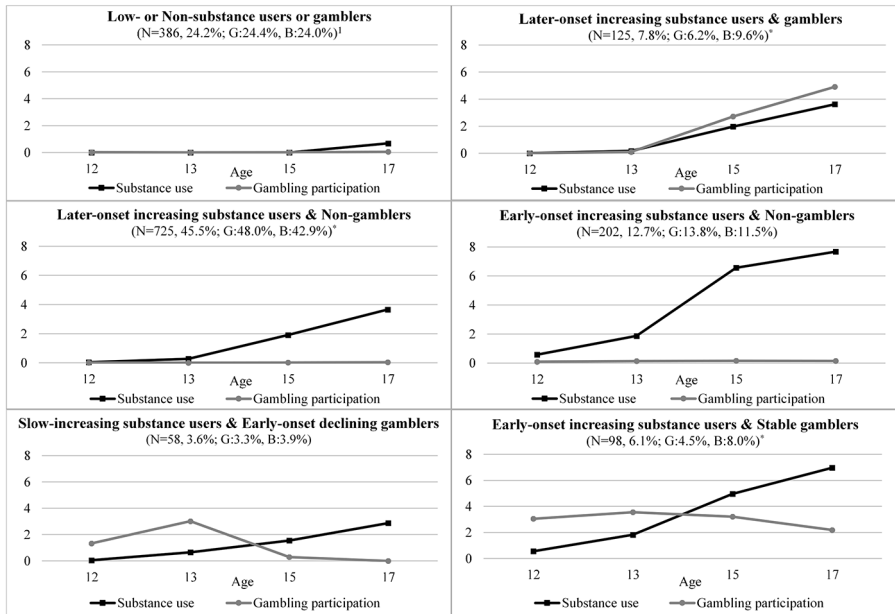 Low- or Non-substance users or gamblers
(N=386, 24.2%; G:24.4%, B:24.0%)¹
8
6
4
2
0
12 13 15 17
Age
Substance use Gambling participation
Later-onset increasing substance users & gamblers
(N=125, 7.8%; G:6.2%, B:9.6%)*
8
6
4
2
0
12 13 15 17
Age
Substance use Gambling participation
Later-onset increasing substance users & Non-gamblers
(N=725, 45.5%; G:48.0%, B:42.9%)*
8
6
4
2
0
12 13 15 17
Age
Substance use Gambling participation
Early-onset increasing substance users & Non-gamblers
(N=202, 12.7%; G:13.8%, B:11.5%)
8
6
4
2
0
12 13 15 17
Age
Substance use Gambling participation
Slow-increasing substance users & Early-onset declining gamblers
(N=58, 3.6%; G:3.3%, B:3.9%)
8
6
4
2
0
12 13 15 17
Age
Substance use Gambling participation
Early-onset increasing substance users & Stable gamblers
(N=98, 6.1%; G:4.5%, B:8.0%)*
8
6
4
2
0
12 13 15 17
Age
Substance use Gambling participation